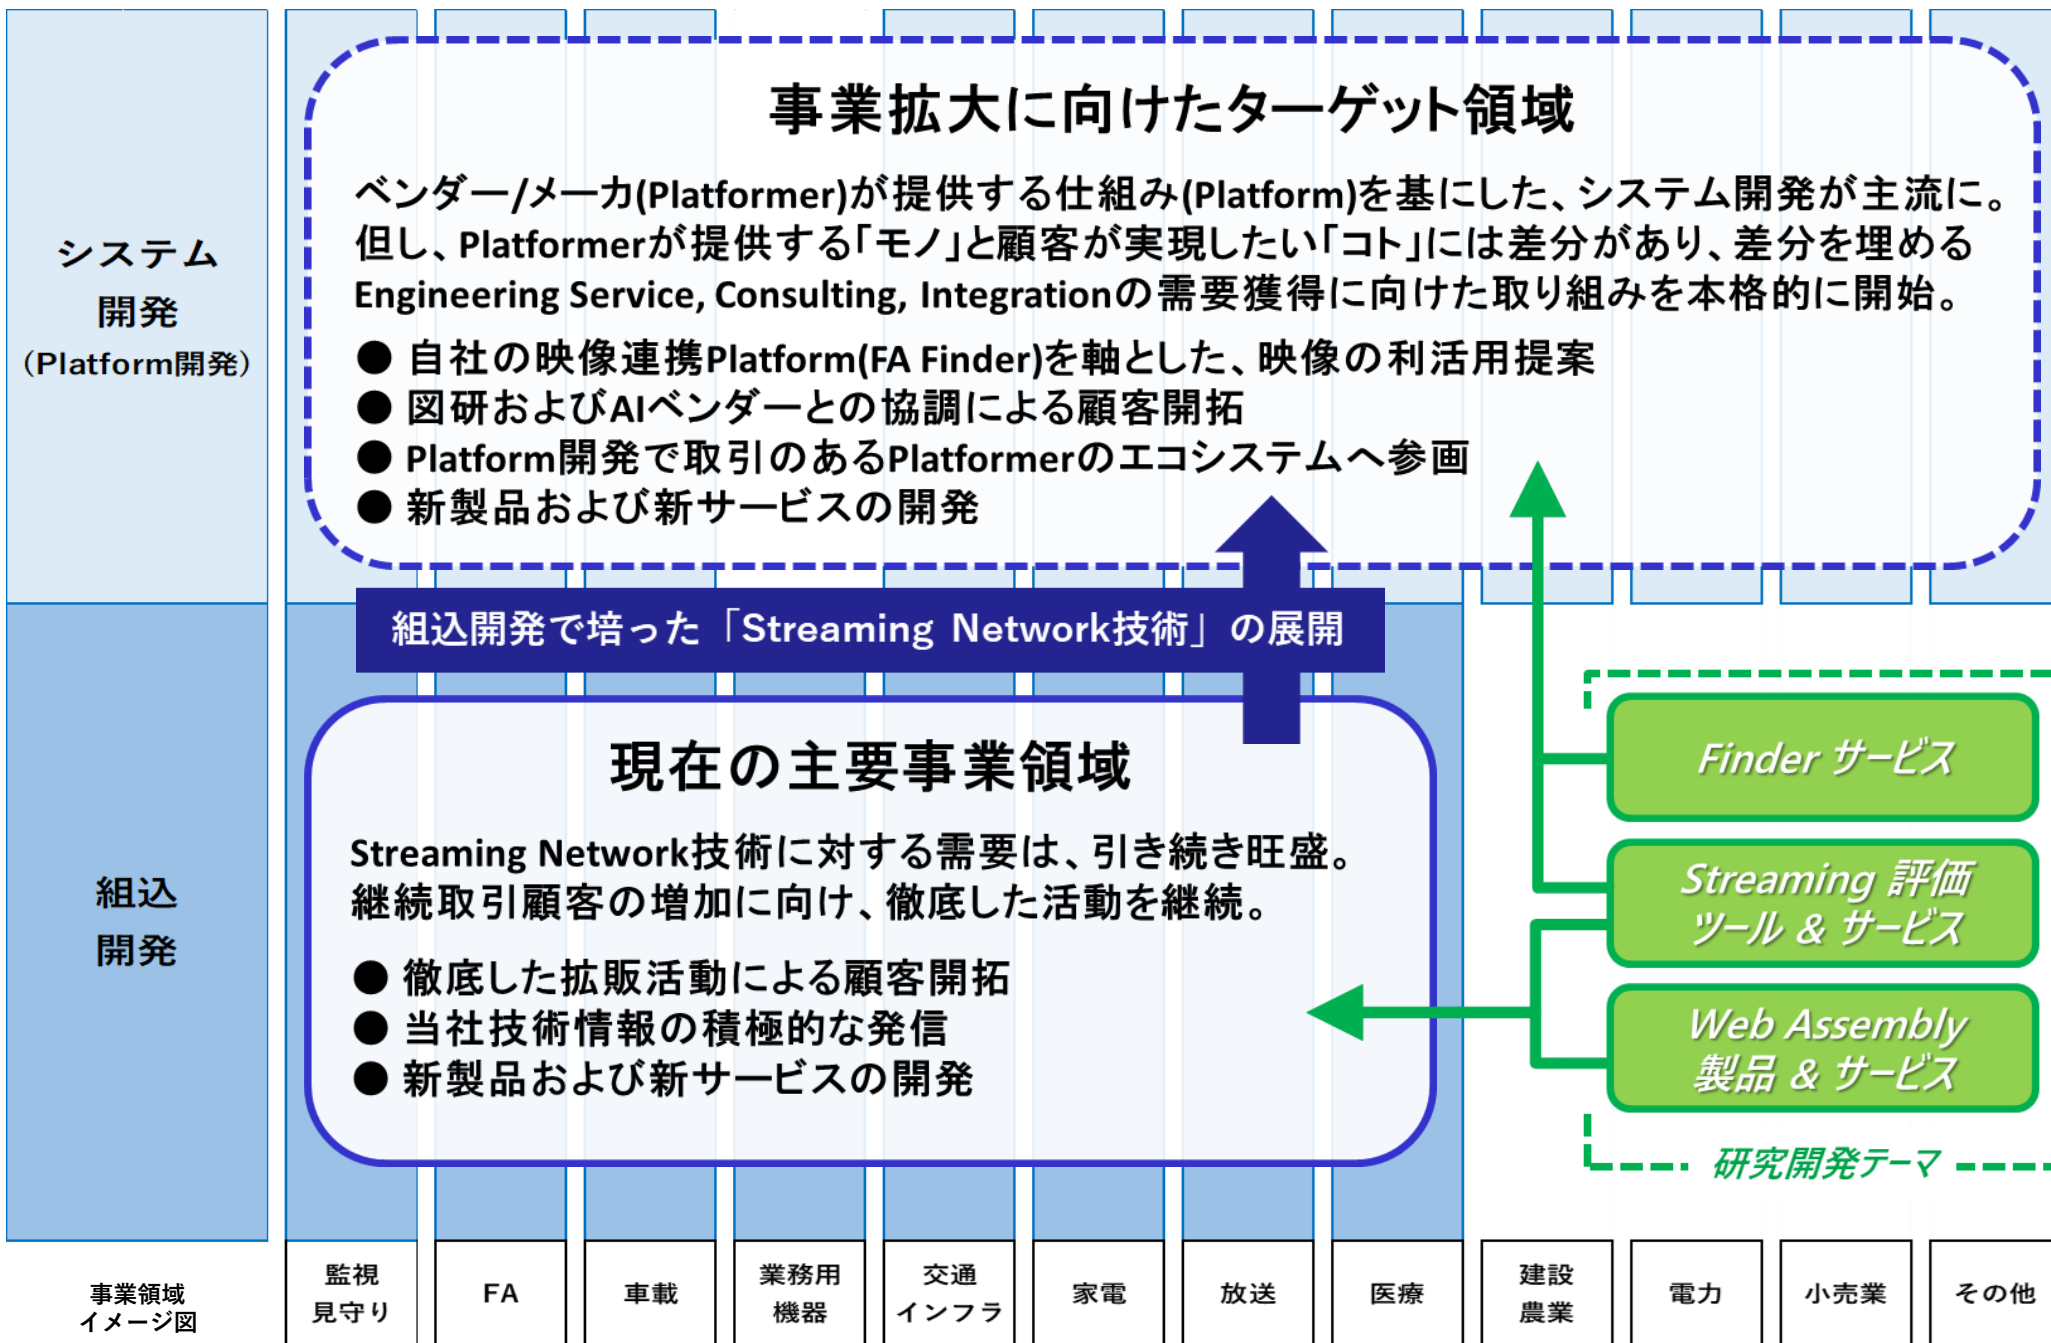 事業拡大に向けたターゲット領域
ベンダー/メーカ(Platformer)が提供する仕組み(Platform)を基にした、システム開発が主流に。
但し、Platformerが提供する「モノ」と顧客が実現したい「コト」には差分があり、差分を埋める
Engineering Service, Consulting, Integrationの需要獲得に向けた取り組みを本格的に開始。
● 自社の映像連携Platform(FA Finder)を軸とした、映像の利活用提案
● 図研およびAIベンダーとの協調による顧客開拓
● Platform開発で取引のあるPlatformerのエコシステムへ参画
● 新製品および新サービスの開発
システム
開発
(Platform開発)
組込開発で培った「Streaming Network技術」の展開
現在の主要事業領域
Streaming Network技術に対する需要は、引き続き旺盛。
継続取引顧客の増加に向け、徹底した活動を継続。
● 徹底した拡販活動による顧客開拓
● 当社技術情報の積極的な発信
● 新製品および新サービスの開発
組込
開発
Finder サービス
Streaming 評価
ツール & サービス
Web Assembly
製品 & サービス
研究開発テーマ
事業領域
イメージ図
監視
見守り
FA
車載
業務用
機器
交通
インフラ
家電
放送
医療
建設
農業
電力
小売業
その他